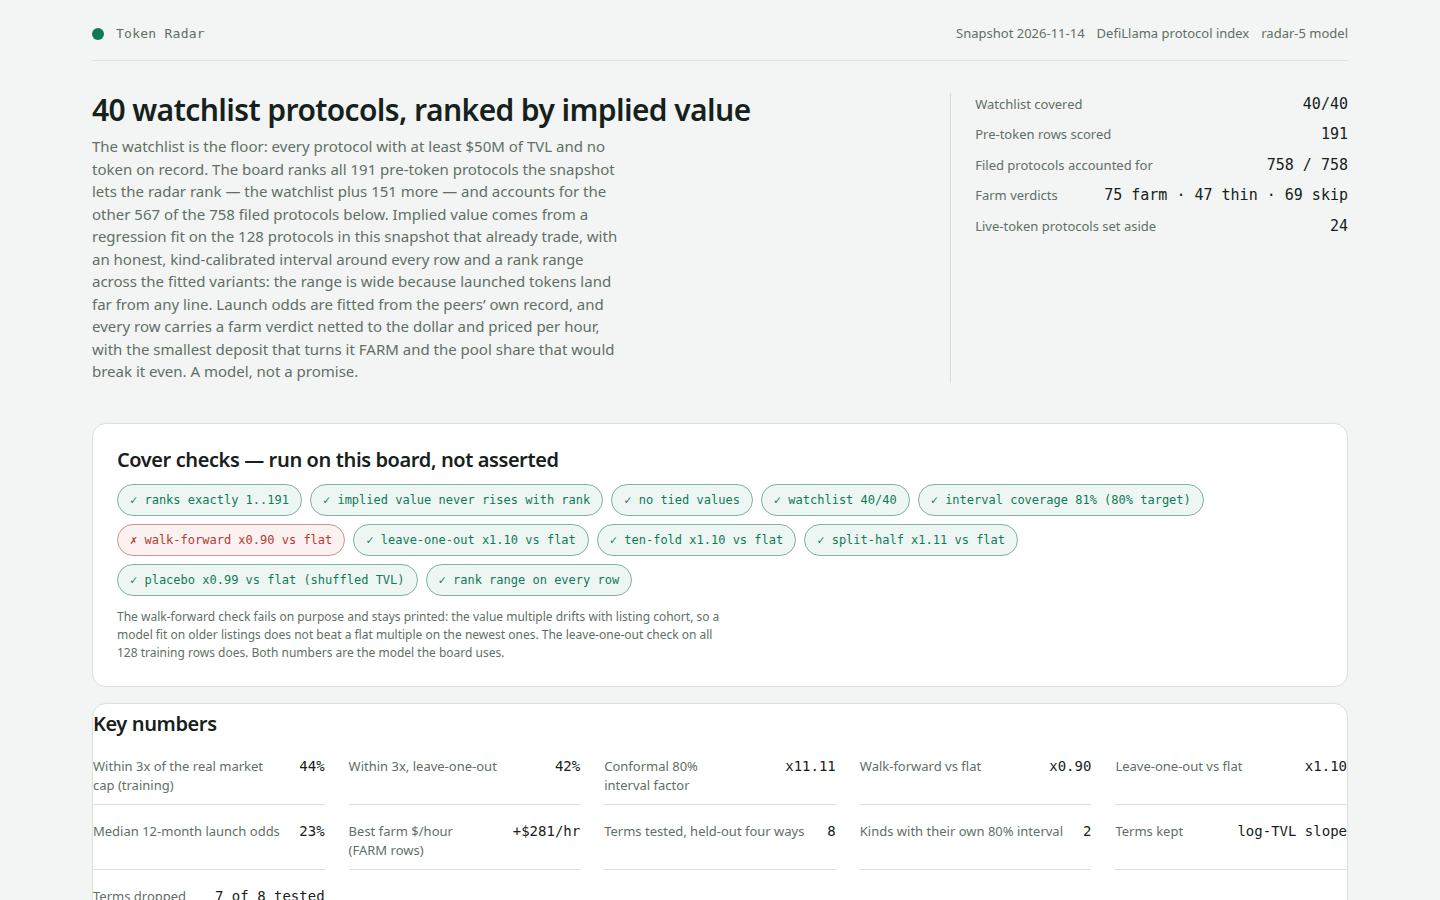 Token Radar
Snapshot 2026-11-14 DefiLlama protocol index radar-5 model
40 watchlist protocols, ranked by implied value
The watchlist is the floor: every protocol with at least $50M of TVL and no
token on record. The board ranks all 191 pre-token protocols the snapshot
lets the radar rank — the watchlist plus 151 more — and accounts for the
other 567 of the 758 filed protocols below. Implied value comes from a
regression fit on the 128 protocols in this snapshot that already trade, with
an honest, kind-calibrated interval around every row and a rank range
across the fitted variants: the range is wide because launched tokens land
far from any line. Launch odds are fitted from the peers’ own record, and
every row carries a farm verdict netted to the dollar and priced per hour,
with the smallest deposit that turns it FARM and the pool share that would
break it even. A model, not a promise.
Watchlist covered 40/40
Pre-token rows scored 191
Filed protocols accounted for 758 / 758
Farm verdicts 75 farm · 47 thin · 69 skip
Live-token protocols set aside 24
Cover checks — run on this board, not asserted
✓ ranks exactly 1..191 ✓ implied value never rises with rank ✓ no tied values ✓ watchlist 40/40 ✓ interval coverage 81% (80% target)
✗ walk-forward x0.90 vs flat ✓ leave-one-out x1.10 vs flat ✓ ten-fold x1.10 vs flat ✓ split-half x1.11 vs flat
✓ placebo x0.99 vs flat (shuffled TVL) ✓ rank range on every row
The walk-forward check fails on purpose and stays printed: the value multiple drifts with listing cohort, so a
model fit on older listings does not beat a flat multiple on the newest ones. The leave-one-out check on all
128 training rows does. Both numbers are the model the board uses.
Key numbers
Within 3x of the real market 44%
cap (training)
Within 3x, leave-one-out 42%
Conformal 80% x11.11
interval factor
Walk-forward vs flat x0.90
Leave-one-out vs flat x1.10
Median 12-month launch odds 23%
Best farm $/hour +$281/hr
(FARM rows)
Terms tested, held-out four ways 8
Kinds with their own 80% interval 2
Terms kept log-TVL slope
Terms dropped 7 of 8 tested